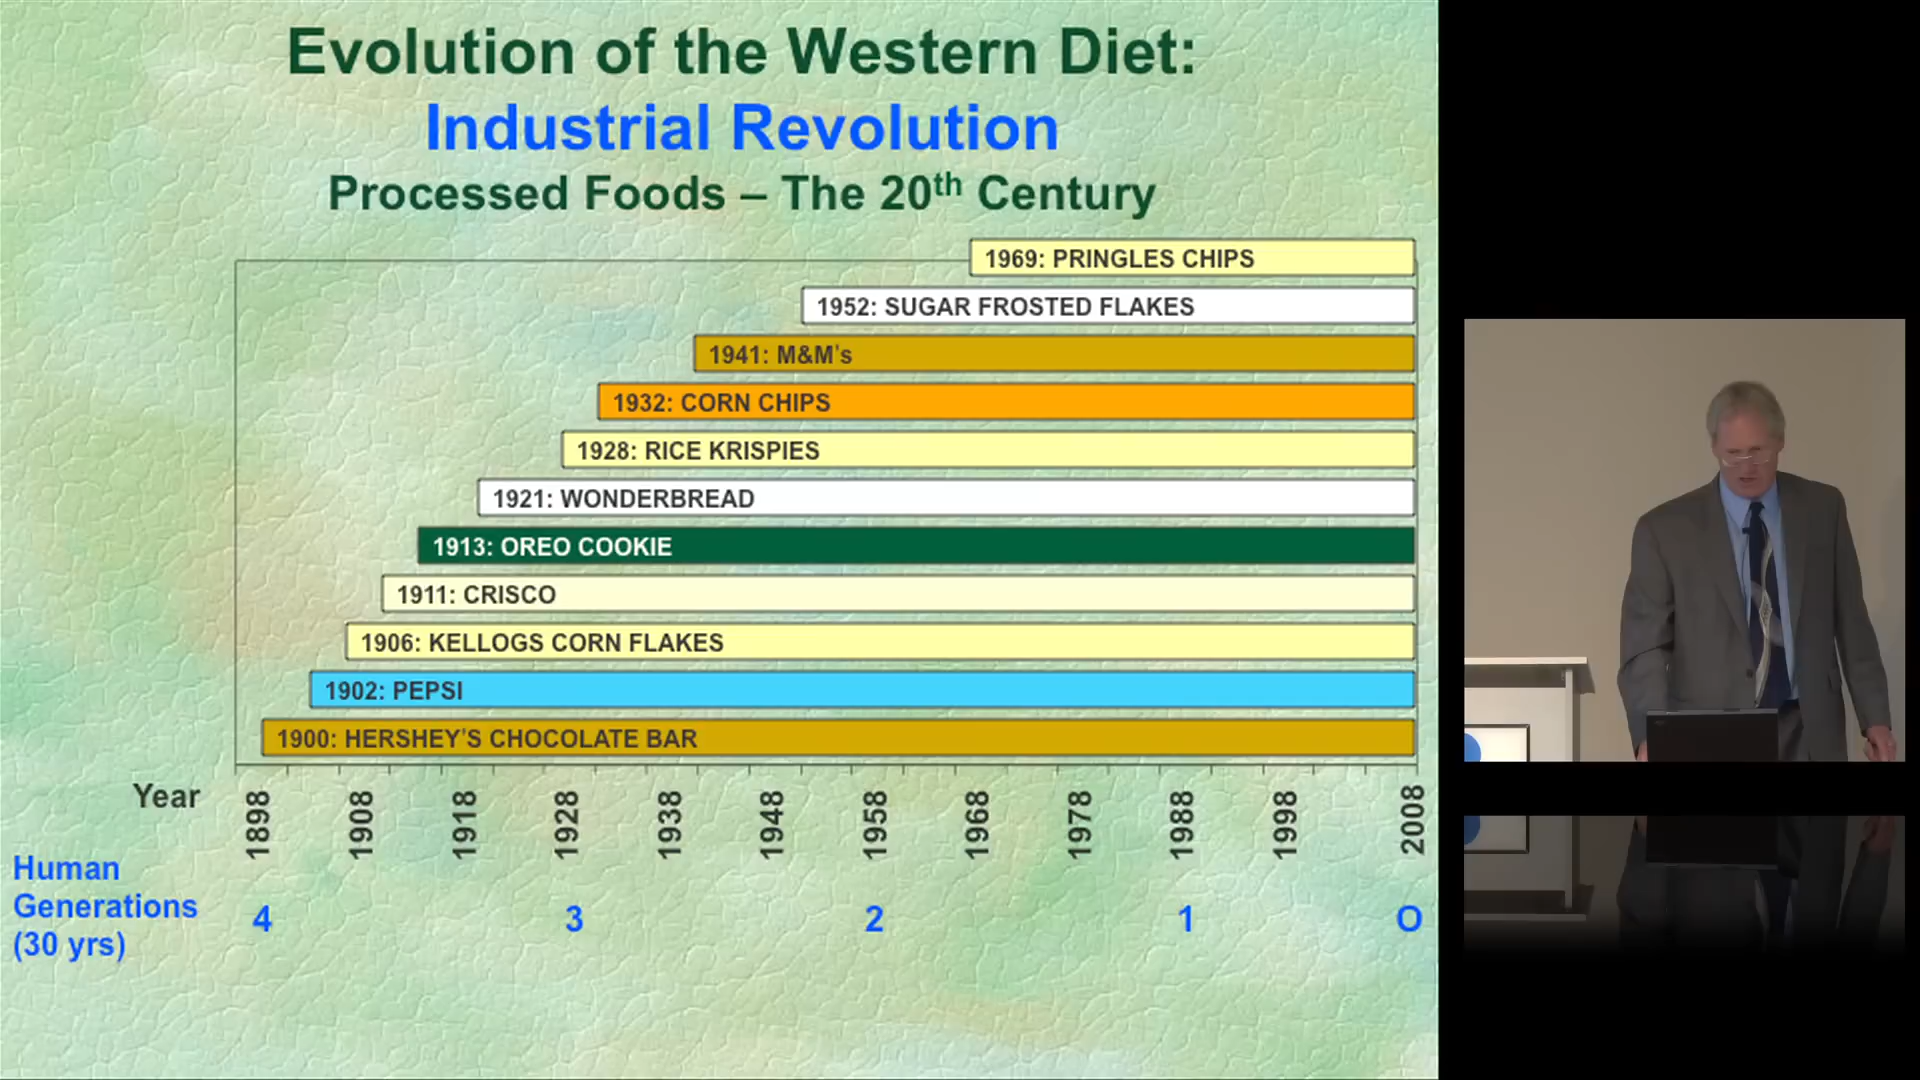 Evolution of the Western Diet:
Industrial Revolution
Processed Foods – The 20th Century
1969: PRINGLES CHIPS
1952: SUGAR FROSTED FLAKES
1941: M&M's
1932: CORN CHIPS
1928: RICE KRISPIES
1921: WONDERBREAD
1913: OREO COOKIE
1911: CRISCO
1906: KELLOGS CORN FLAKES
1902: PEPSI
1900: HERSHEY'S CHOCOLATE BAR
Year 1898 1908 1918 1928 1938 1948 1958 1968 1978 1988 1998 2008
Human
Generations
(30 yrs)
4 3 2 1 O